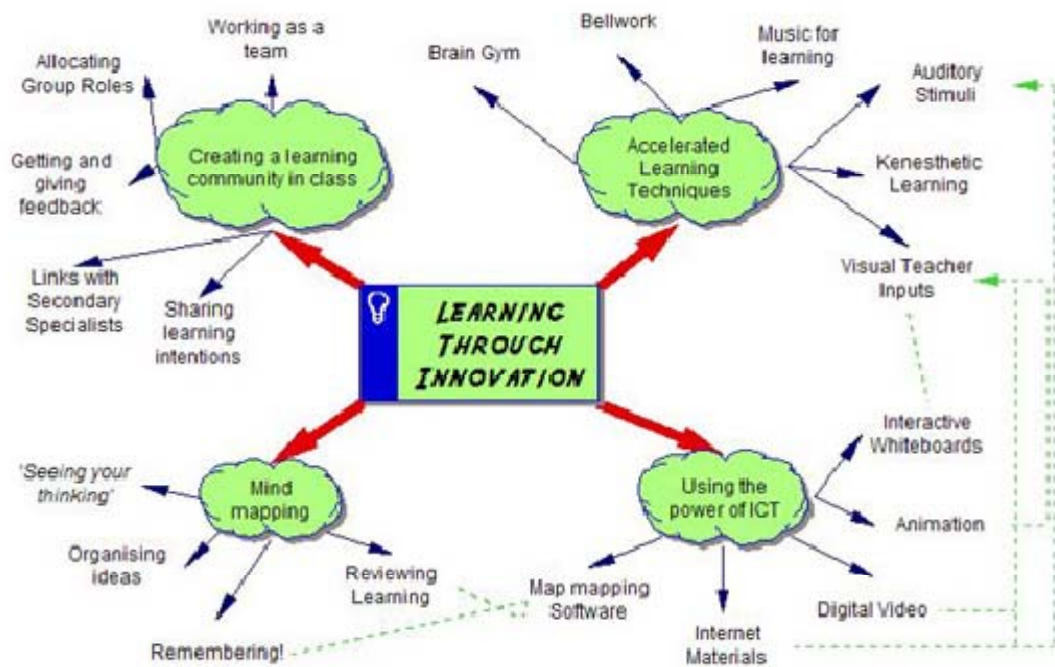 Working as a
team
Allocating
Group Roles
Getting and
giving
feedback
Links with
Secondary
Specialists
Sharing
learning
intentions
Creating a learning
community in class
Brain Gym
Bellwork
Music for
learning
Auditory
Stimuli
Kenesthetic
Learning
Visual Teacher
Inputs
Accelerated
Learning
Techniques
LEARNING
THROUGH
INNOVATION
'Seeing your
thinking'
Organising
ideas
Remembering!
Reviewing
Learning
Mind
mapping
Using the
power of ICT
Interactive
Whiteboards
Animation
Diigital Video
Internet
Materials
Map mapping
Software